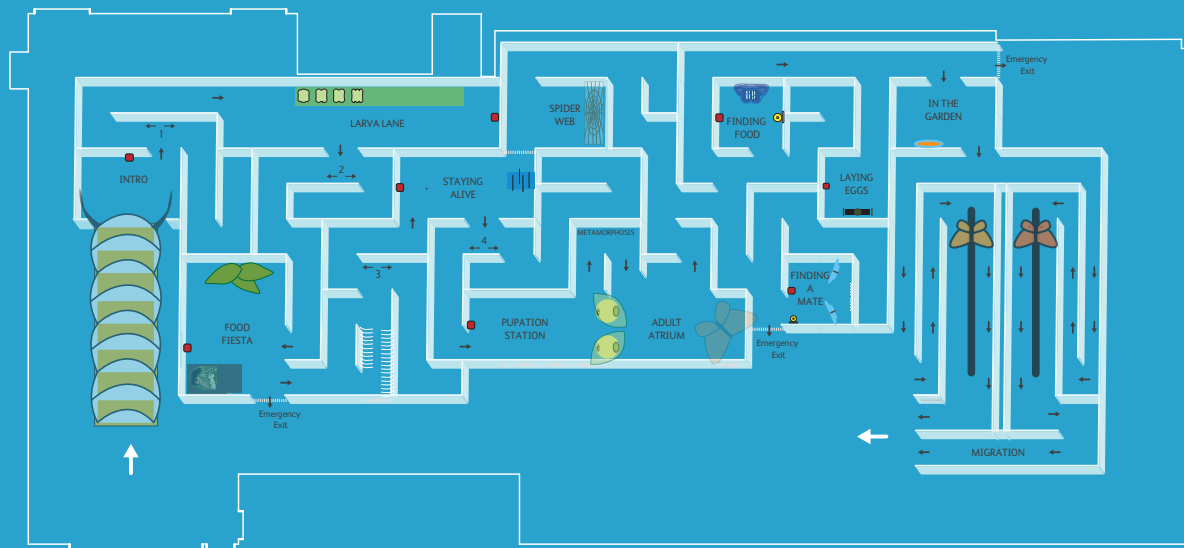 Emergency
Exit
IN THE
GARDEN
SPIDER
WEB
LARVA LANE
FINDING
FOOD
1
2
INTRO
STAYING
ALIVE
LAYING
EGGS
METAMORPHOSIS
4
3
FINDING
A
MATE
FOOD
FIESTA
PUPATION
STATION
ADULT
ATRIUM
Emergency
Exit
Emergency
Exit
MIGRATION